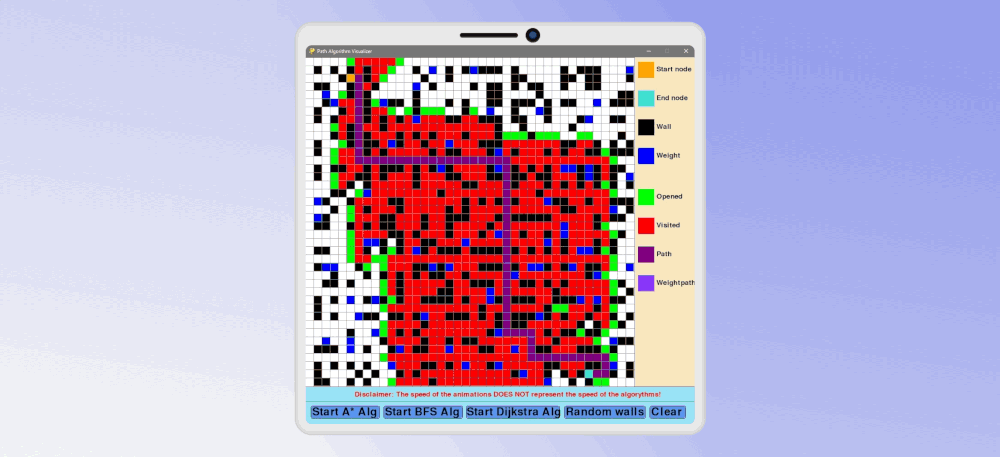 Path Algorithm Visualizer
Start node
End node
Wall
Weight
Opened
Visited
Path
Weightpath
Disclaimer: The speed of the animations DOES NOT represent the speed of the algorythms!
Start A* Alg
Start BFS Alg
Start Dijkstra Alg
Random walls
Clear